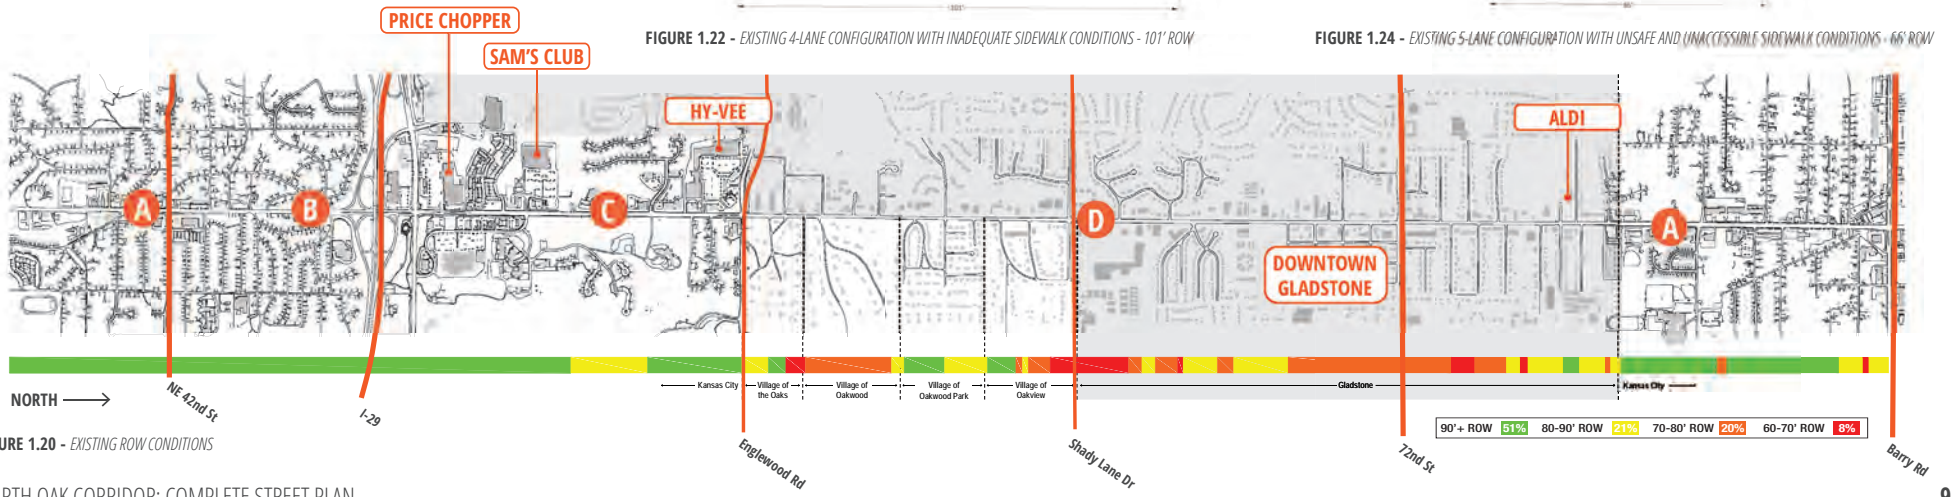 PRICE CHOPPER
SAM'S CLUB
FIGURE 1.22 - EXISTING 4-LANE CONFIGURATION WITH INADEQUATE SIDEWALK CONDITIONS - 101' ROW
FIGURE 1.24 - EXISTING 5-LANE CONFIGURATION WITH UNSAFE AND UNACCESSIBLE SIDEWALK CONDITIONS - 66' ROW
HY-VEE
ALDI
A
B
C
D
A
DOWNTOWN
GLADSTONE
Kansas City
Village of
the Oaks
Village of
Oakwood
Village of
Oakwood Park
Village of
Oakview
Gladstone
Kansas City
NORTH
NE 42nd St
I-29
Englewood Rd
Shady Lane Dr
72nd St
Barry Rd
90'+ ROW 51% 80-90' ROW 21% 70-80' ROW 20% 60-70' ROW 8%
URE 1.20 - EXISTING ROW CONDITIONS
RTH OAK CORRIDOR: COMPLETE STREET PLAN
9